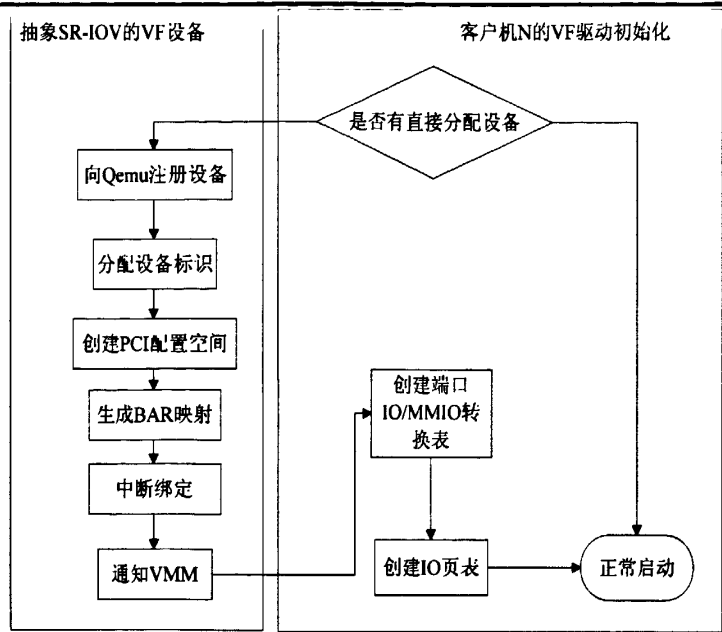 抽象SR-IOV的VF设备
客户机N的VF驱动初始化
是否有直接分配设备
向Qemu注册设备
分配设备标识
创建PCI配置空间
生成BAR映射
中断绑定
通知VMM
创建端口
IO/MMIO转
换表
创建IO页表
正常启动